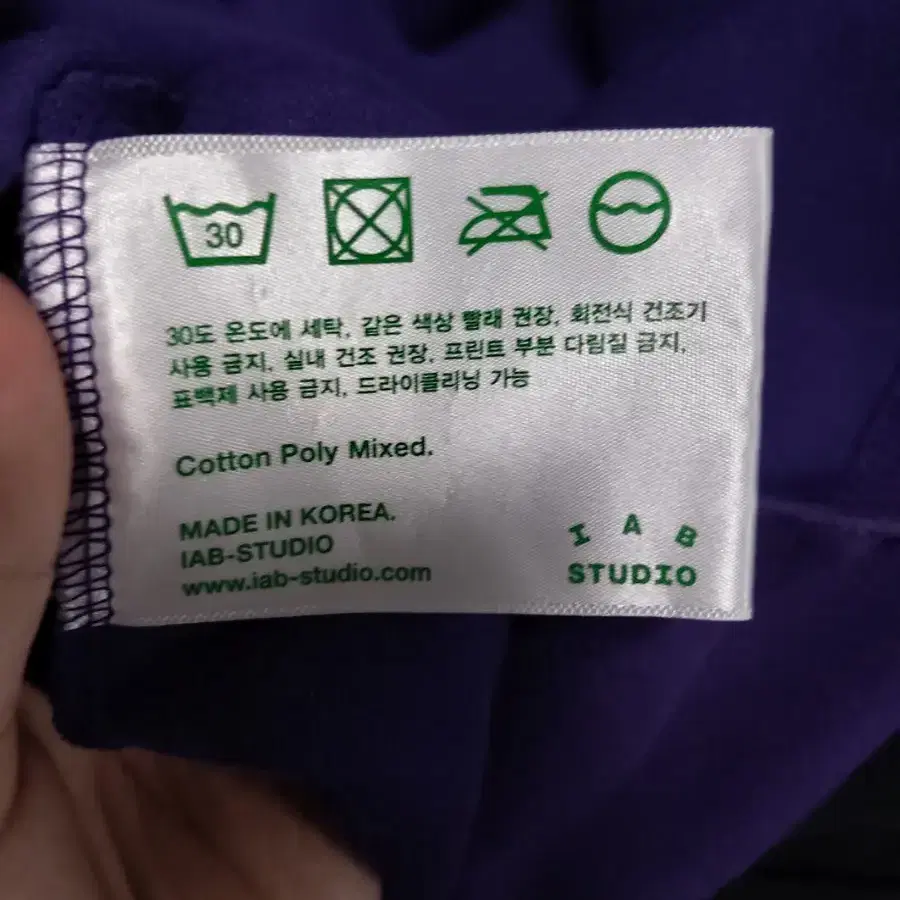 30
30도 온도에 세탁, 같은 색상 빨래 권장, 회전식 건조기
사용 금지, 실내 건조 권장, 프린트 부분 다림질 금지,
표백제 사용 금지, 드라이클리닝 가능
Cotton Poly Mixed.
MADE IN KOREA.
IAB-STUDIO
www.iab-studio.com
I A B
STUDIO